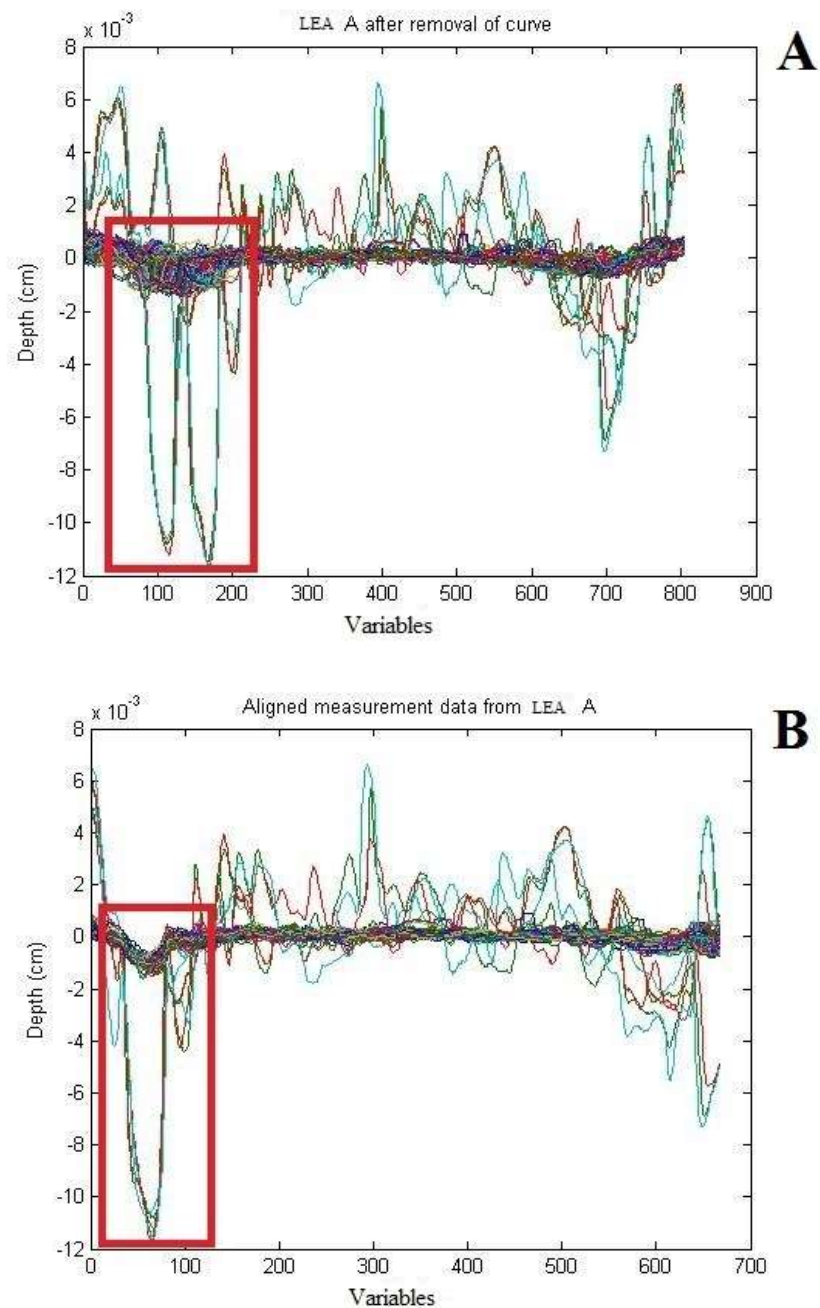 LEA A after removal of curve
A
x 10-3
8
6
4
2
0
-2
-4
-6
-8
-10
-12
Depth (cm)
0 100 200 300 400 500 600 700 800 900
Variables
Aligned measurement data from LEA A
B
x 10-3
8
6
4
2
0
-2
-4
-6
-8
-10
-12
Depth (cm)
0 100 200 300 400 500 600 700
Variables